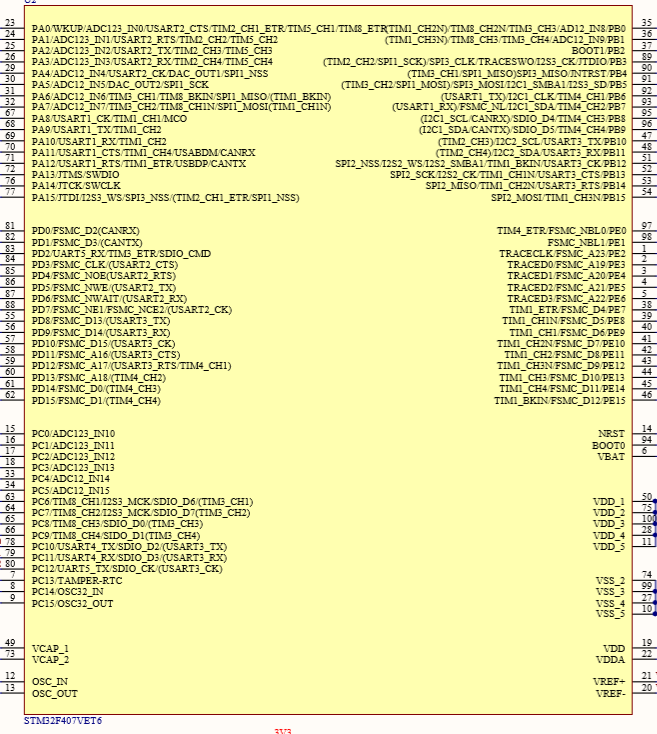 U2
23 PA0/WKUP/ADC123_IN0/USART2_CTS/TIM2_CH1_ETR/TIM5_CH1/TIM8_ETR (TIM1_CH2N)/TIM8_CH2N/TIM3_CH3/AD12_IN8/PB0 35
24 PA1/ADC123_IN1/USART2_RTS/TIM2_CH2/TIM5_CH2 (TIM1_CH3N)/TIM8_CH3/TIM3_CH4/ADC12_IN9/PB1 36
25 PA2/ADC123_IN2/USART2_TX/TIM2_CH3/TIM5_CH3 BOOT1/PB2 37
26 PA3/ADC123_IN3/USART2_RX/TIM2_CH4/TIM5_CH4 (TIM2_CH2/SPI1_SCK)/SPI3_CLK/TRACESWO/I2S3_CK/JTDIO/PB3 89
29 PA4/ADC12_IN4/USART2_CK/DAC_OUT1/SPI1_NSS (TIM3_CH1/SPI1_MISO)SPI3_MISO/NTRST/PB4 90
30 PA5/ADC12_IN5/DAC_OUT2/SPI1_SCK (TIM3_CH2/SPI1_MOSI)/SPI3_MOSI/I2C1_SMBA1/I2S3_SD/PB5 91
31 PA6/ADC12_IN6/TIM3_CH1/TIM8_BKIN/SPI1_MISO/(TIM1_BKIN) (USART1_TX)/I2C1_CLK/TIM4_CH1/PB6 92
32 PA7/ADC12_IN7/TIM3_CH2/TIM8_CH1N/SPI1_MOSI(TIM1_CH1N) (USART1_RX)/FSMC_NL/I2C1_SDA/TIM4_CH2/PB7 93
67 PA8/USART1_CK/TIM1_CH1/MCO (I2C1_SCL/CANRX)/SDIO_D4/TIM4_CH3/PB8 95
68 PA9/USART1_TX/TIM1_CH2 (I2C1_SDA/CANTX)/SDIO_D5/TIM4_CH4/PB9 96
69 PA10/USART1_RX/TIM1_CH2 (TIM2_CH3)/I2C2_SCL/USART3_TX/PB10 47
70 PA11/USART1_CTS/TIM1_CH4/USABDM/CANRX (TIM2_CH4)/I2C2_SDA/USART3_RX/PB11 48
71 PA12/USART1_RTS/TIM1_ETR/USBDP/CANTX SPI2_NSS/I2S2_WS/I2S2_SMBA1/TIM1_BKIN/USART3_CK/PB12 51
72 PA13/JTMS/SWDIO SPI2_SCK/I2S2_CK/TIM1_CH1N/USART3_CTS/PB13 52
76 PA14/JTCK/SWCLK SPI2_MISO/TIM1_CH2N/USART3_RTS/PB14 53
77 PA15/JTDI/I2S3_WS/SPI3_NSS/(TIM2_CH1_ETR/SPI1_NSS) SPI2_MOSI/TIM1_CH3N/PB15 54
81 PD0/FSMC_D2(CANRX) TIM4_ETR/FSMC_NBL0/PE0 97
82 PD1/FSMC_D3/(CANTX) FSMC_NBL1/PE1 98
83 PD2/UART5_RX/TIM3_ETR/SDIO_CMD TRACECLK/FSMC_A23/PE2 1
84 PD3/FSMC_CLK/(USART2_CTS) TRACED0/FSMC_A19/PE3 2
85 PD4/FSMC_NOE(USART2_RTS) TRACED1/FSMC_A20/PE4 3
86 PD5/FSMC_NWE/(USART2_TX) TRACED2/FSMC_A21/PE5 4
87 PD6/FSMC_NWAIT/(USART2_RX) TRACED3/FSMC_A22/PE6 5
88 PD7/FSMC_NE1/FSMC_NCE2/(USART2_CK) TIM1_ETR/FSMC_D4/PE7 38
55 PD8/FSMC_D13/(USART3_TX) TIM1_CH1N/FSMC_D5/PE8 39
56 PD9/FSMC_D14/(USART3_RX) TIM1_CH1/FSMC_D6/PE9 40
57 PD10/FSMC_D15/(USART3_CK) TIM1_CH2N/FSMC_D7/PE10 41
58 PD11/FSMC_A16/(USART3_CTS) TIM1_CH2/FSMC_D8/PE11 42
59 PD12/FSMC_A17/(USART3_RTS/TIM4_CH1) TIM1_CH3N/FSMC_D9/PE12 43
60 PD13/FSMC_A18/(TIM4_CH2) TIM1_CH3/FSMC_D10/PE13 44
61 PD14/FSMC_D0/(TIM4_CH3) TIM1_CH4/FSMC_D11/PE14 45
62 PD15/FSMC_D1/(TIM4_CH4) TIM1_BKIN/FSMC_D12/PE15 46
15 PC0/ADC123_IN10 NRST 14
16 PC1/ADC123_IN11 BOOT0 94
17 PC2/ADC123_IN12 VBAT 6
18 PC3/ADC123_IN13
33 PC4/ADC12_IN14
34 PC5/ADC12_IN15
63 PC6/TIM8_CH1/I2S3_MCK/SDIO_D6/(TIM3_CH1) VDD_1 50
64 PC7/TIM8_CH2/I2S3_MCK/SDIO_D7(TIM3_CH2) VDD_2 75
65 PC8/TIM8_CH3/SDIO_D0/(TIM3_CH3) VDD_3 100
66 PC9/TIM8_CH4/SIDO_D1(TIM3_CH4) VDD_4 28
78 PC10/USART4_TX/SDIO_D2/(USART3_TX) VDD_5 11
79 PC11/USART4_RX/SDIO_D3/(USART3_RX)
80 PC12/UART5_TX/SDIO_CK/(USART3_CK)
7 PC13/TAMPER-RTC VSS_2 74
8 PC14/OSC32_IN VSS_3 99
9 PC15/OSC32_OUT VSS_4 27
VSS_5 10
49 VCAP_1 VDD 19
73 VCAP_2 VDDA 22
12 OSC_IN VREF+ 21
13 OSC_OUT VREF- 20
STM32F407VET6
3V3